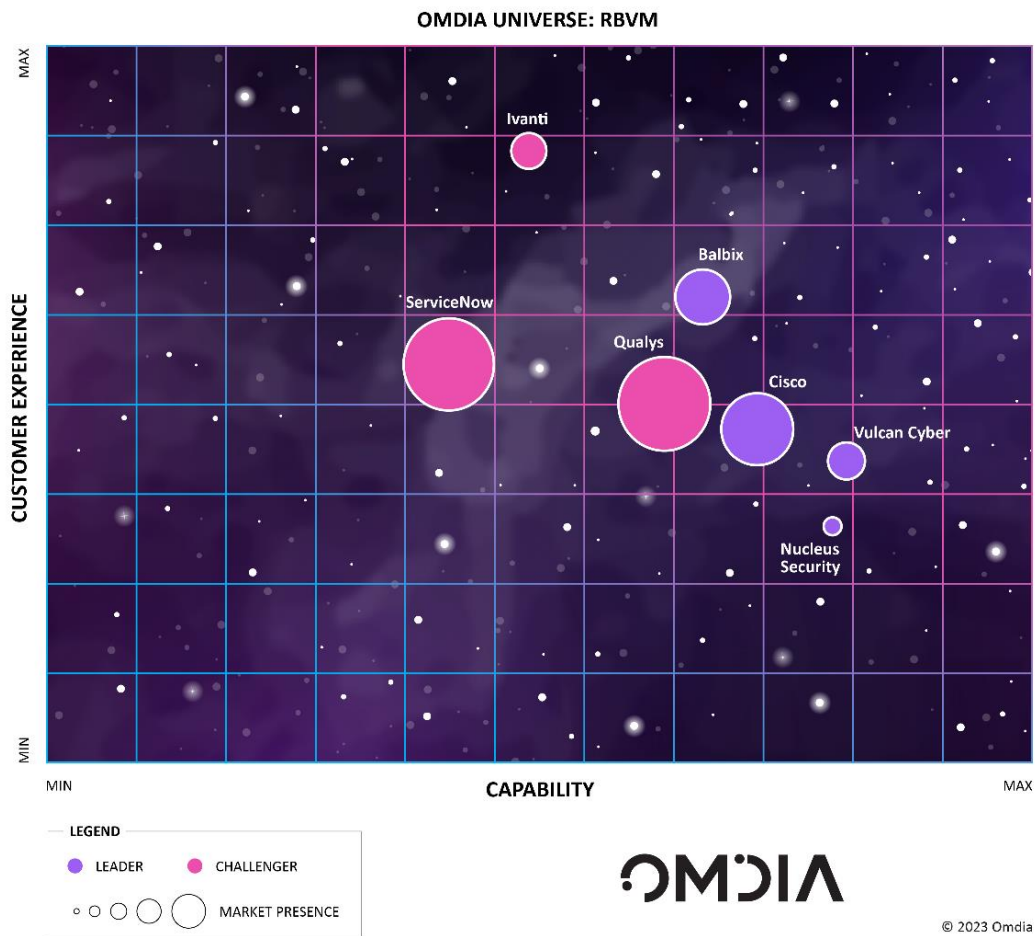 OMDIA UNIVERSE: RBVM
MAX
Ivanti
Balbix
ServiceNow
Qualys
Cisco
Vulcan Cyber
Nucleus
Security
CUSTOMER EXPERIENCE
MIN
MIN
CAPABILITY
MAX
LEGEND
LEADER
CHALLENGER
MARKET PRESENCE
OMDIA
© 2023 Omdia